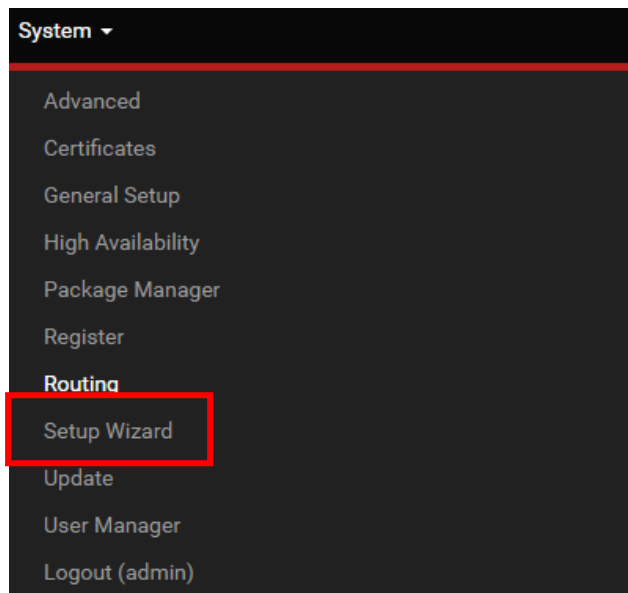 System
Advanced
Certificates
General Setup
High Availability
Package Manager
Register
Routing
Setup Wizard
Update
User Manager
Logout (admin)